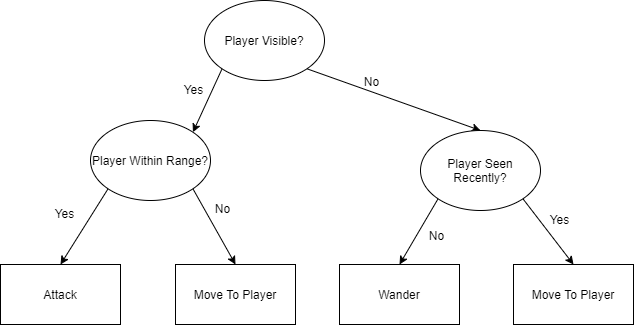 Player Visible?
Yes
No
Player Within Range?
Player Seen
Recently?
Yes
No
No
Yes
Attack
Move To Player
Wander
Move To Player